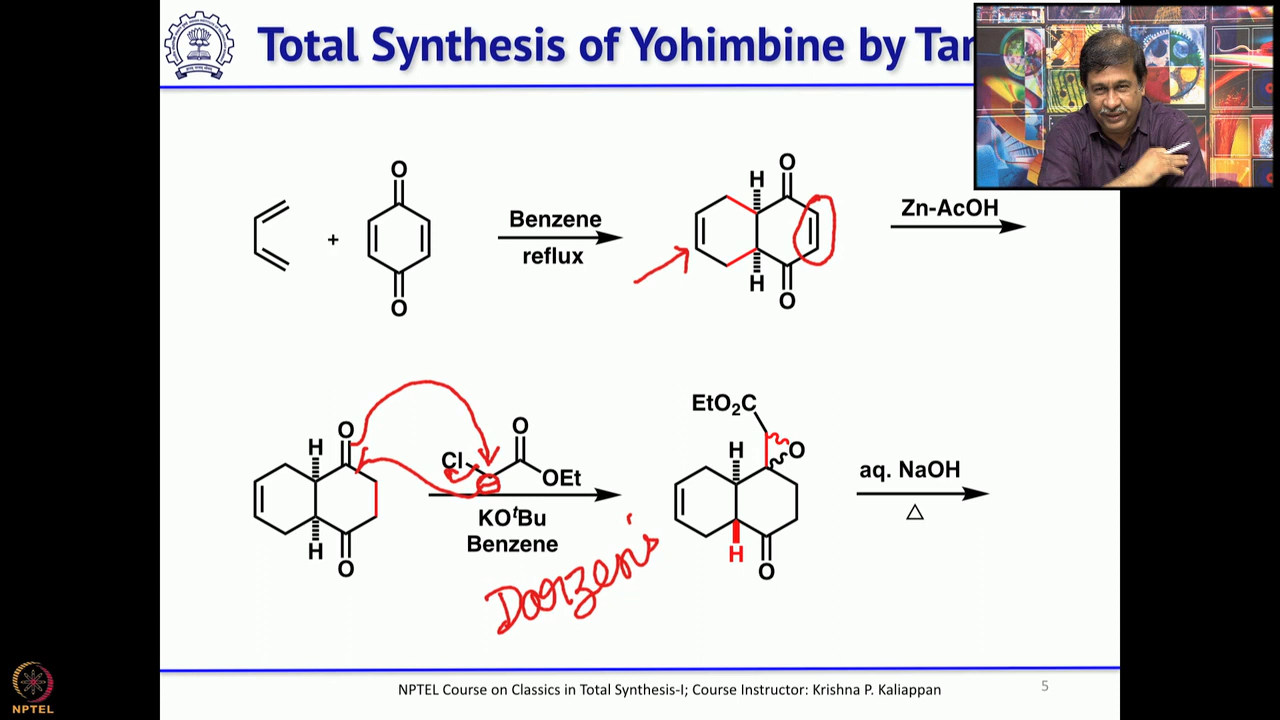 Total Synthesis of Yohimbine by Tam
O
O
+
Benzene
reflux
H
O
H
O
Zn-AcOH
H
O
H
O
Cl
O
OEt
KOᵗBu
Benzene
Darzen's
EtO₂C
H
O
H
O
aq. NaOH
△
NPTEL Course on Classics in Total Synthesis-I; Course Instructor: Krishna P. Kaliappan
5
NPTEL